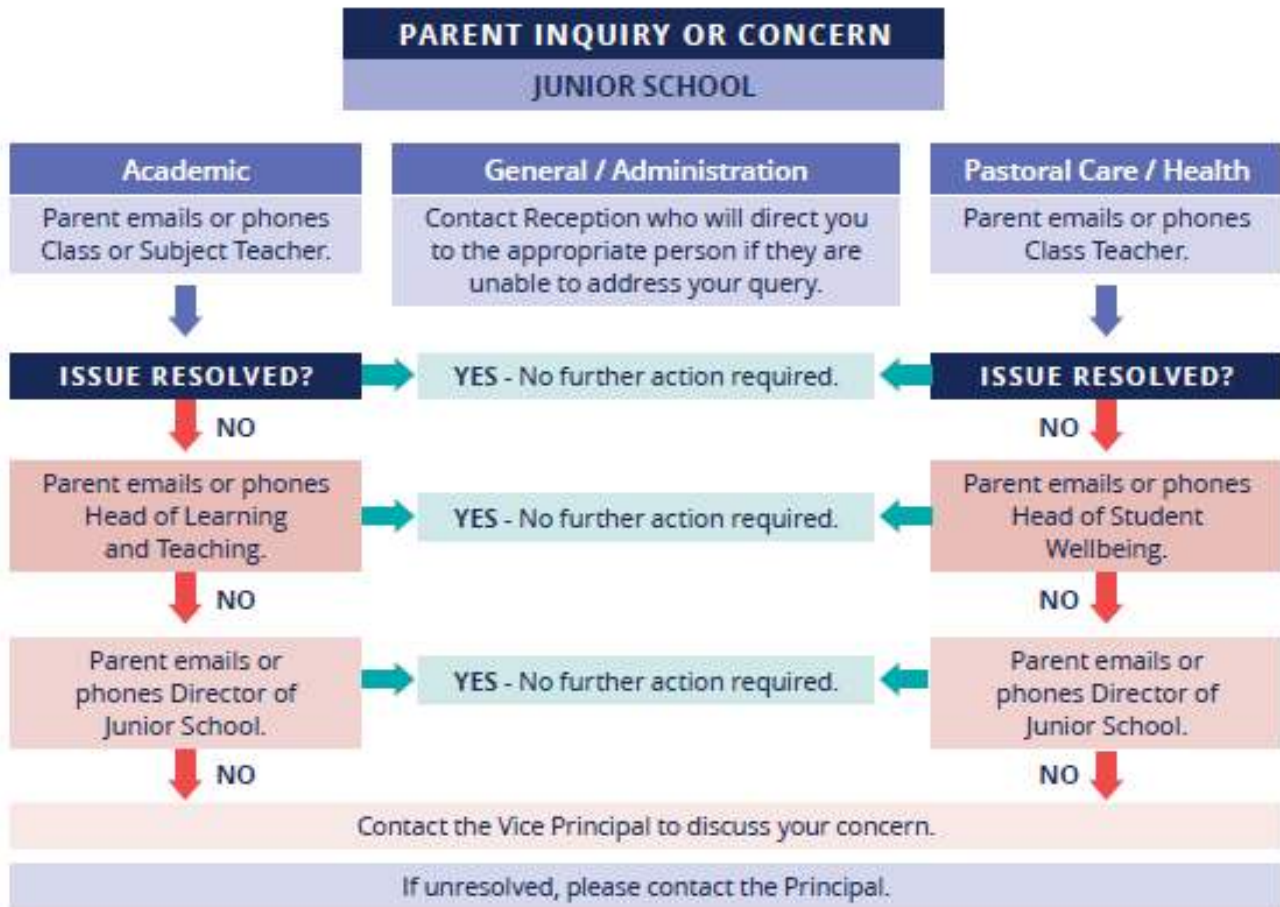 PARENT INQUIRY OR CONCERN
JUNIOR SCHOOL
Academic
Parent emails or phones
Class or Subject Teacher.
General / Administration
Contact Reception who will direct you
to the appropriate person if they are
unable to address your query.
Pastoral Care / Health
Parent emails or phones
Class Teacher.
ISSUE RESOLVED?
YES - No further action required.
ISSUE RESOLVED?
NO
NO
Parent emails or phones
Head of Learning
and Teaching.
YES - No further action required.
Parent emails or phones
Head of Student
Wellbeing.
NO
NO
Parent emails or
phones Director of
Junior School.
YES - No further action required.
Parent emails or
phones Director of
Junior School.
NO
NO
Contact the Vice Principal to discuss your concern.
If unresolved, please contact the Principal.